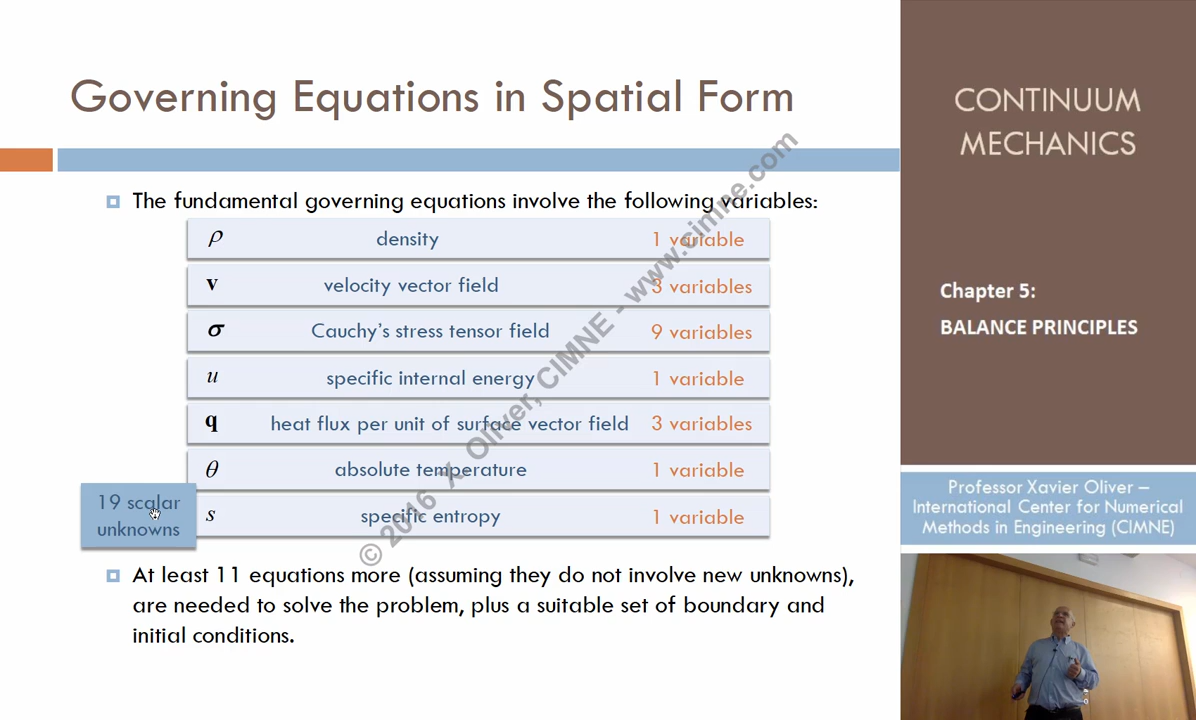 Governing Equations in Spatial Form
The fundamental governing equations involve the following variables:
ρ density 1 variable
v velocity vector field 3 variables
σ Cauchy's stress tensor field 9 variables
u specific internal energy 1 variable
q heat flux per unit of surface vector field 3 variables
θ absolute temperature 1 variable
s specific entropy 1 variable
19 scalar
unknowns
At least 11 equations more (assuming they do not involve new unknowns),
are needed to solve the problem, plus a suitable set of boundary and
initial conditions.
© 2016 X. Oliver, CIMNE - www.cimne.com
CONTINUUM
MECHANICS
Chapter 5:
BALANCE PRINCIPLES
Professor Xavier Oliver –
International Center for Numerical
Methods in Engineering (CIMNE)